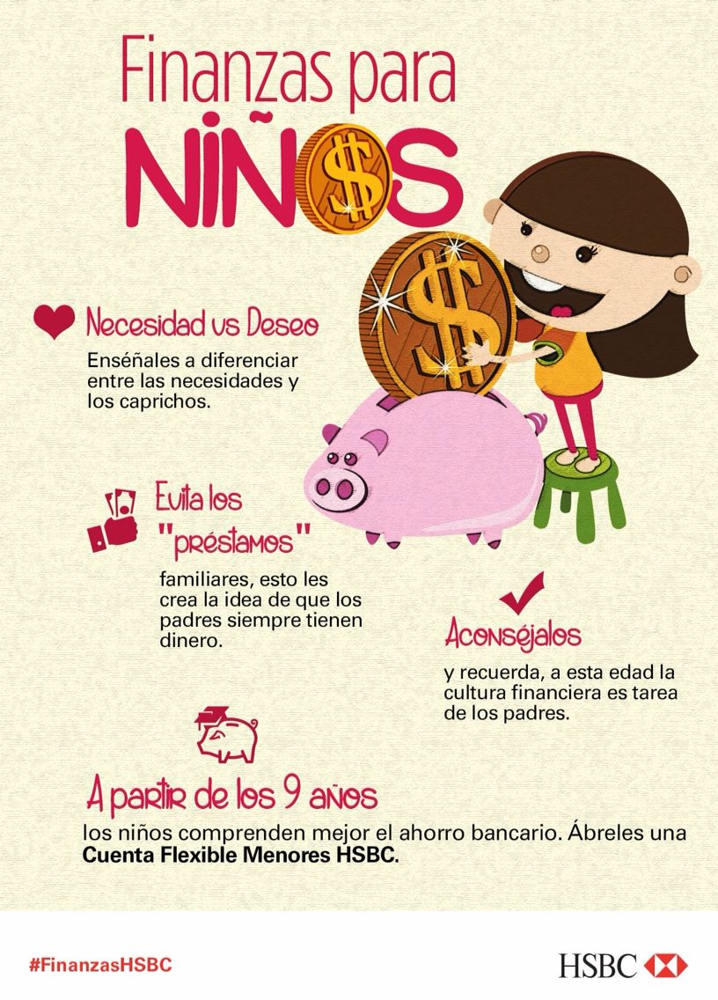 Finanzas para
NIÑOS
Necesidad vs Deseo
Enséñales a diferenciar
entre las necesidades y
los caprichos.
Evita los
"préstamos"
familiares, esto les
crea la idea de que los
padres siempre tienen
dinero.
Aconséjalos
y recuerda, a esta edad la
cultura financiera es tarea
de los padres.
A partir de los 9 años
los niños comprenden mejor el ahorro bancario. Ábreles una
Cuenta Flexible Menores HSBC.
#FinanzasHSBC
HSBC